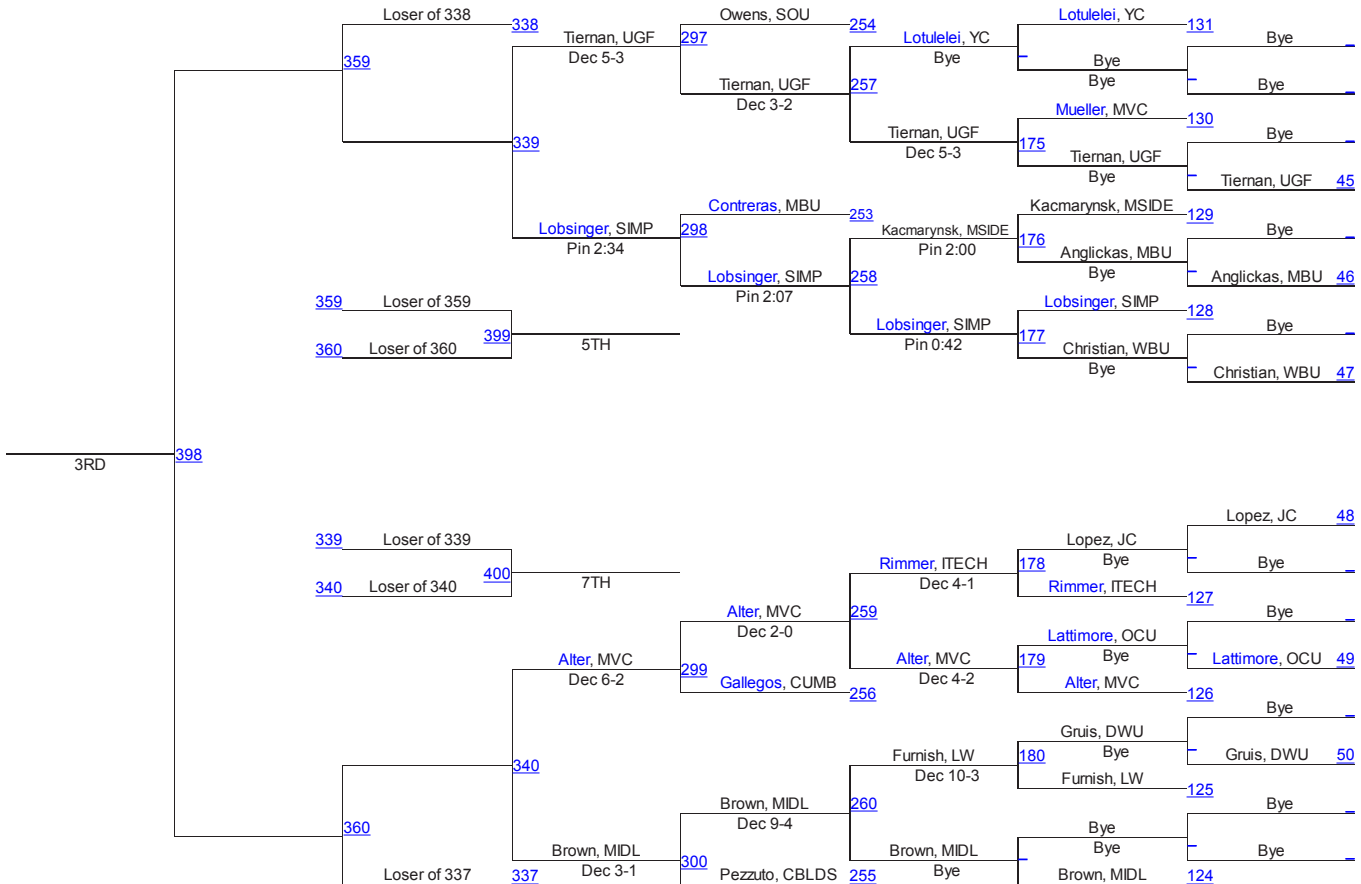 Loser of 338 338 Owens, SOU 254 Lotulelei, YC 131
Tiernan, UGF 297 Lotulelei, YC Bye
Dec 5-3 Bye
359 Bye
Tiernan, UGF 257 Bye Bye
Dec 3-2
Mueller, MVC 130
Tiernan, UGF 175 Bye
339 Dec 5-3 Tiernan, UGF
Bye Tiernan, UGF 45
Contreras, MBU 253 Kacmarynsk, MSIDE 129
Lobsinger, SIMP 298 Kacmarynsk, MSIDE 176 Bye
Pin 2:34 Pin 2:00 Anglickas, MBU
Lobsinger, SIMP 258 Bye Anglickas, MBU 46
Pin 2:07
359 Loser of 359 Lobsinger, SIMP 128
399 Lobsinger, SIMP 177 Bye
5TH Pin 0:42
360 Loser of 360 Christian, WBU
Bye Christian, WBU 47
398
3RD
Lopez, JC 48
339 Loser of 339 Lopez, JC
Rimmer, ITECH 178 Bye Bye
400 Dec 4-1
7TH
340 Loser of 340 Rimmer, ITECH 127
Alter, MVC 259 Bye
Dec 2-0
Lattimore, OCU
Alter, MVC 299 Alter, MVC 179 Bye Lattimore, OCU 49
Dec 6-2 Dec 4-2
Gallegos, CUMB 256 Alter, MVC 126
Bye
Gruis, DWU
340 Furnish, LW 180 Bye Gruis, DWU 50
Dec 10-3
Furnish, LW 125
Brown, MIDL 260 Bye
Dec 9-4
360 Bye
Brown, MIDL 300 Brown, MIDL Bye Bye
Dec 3-1 Bye
Loser of 337 337 Pezzuto, CBLDS 255 Brown, MIDL 124